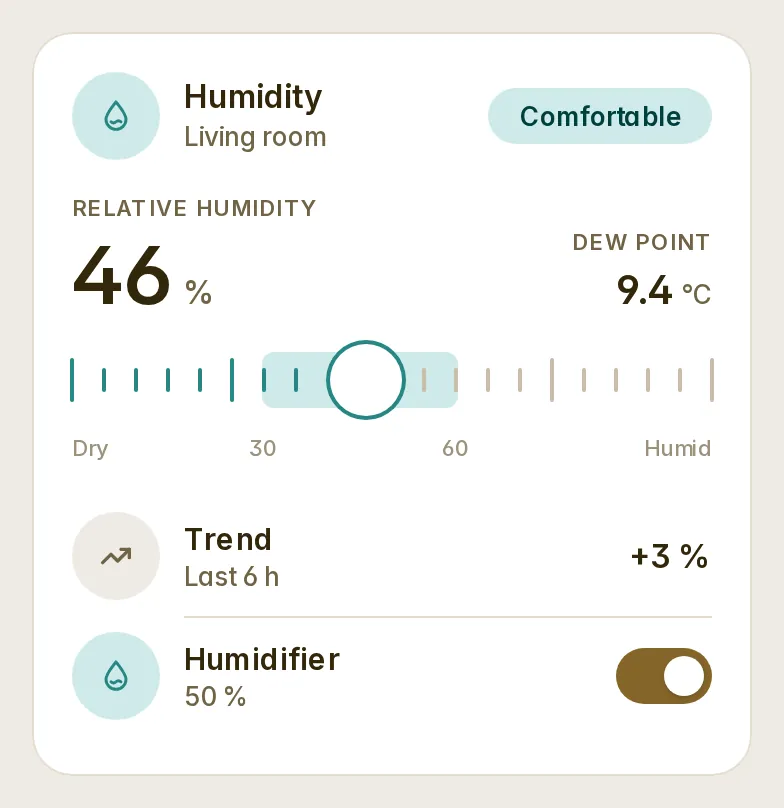 Humidity
Living room
Comfortable
RELATIVE HUMIDITY
46 %
DEW POINT
9.4 °C
Dry 30 60 Humid
Trend
Last 6 h
+3 %
Humidifier
50 %